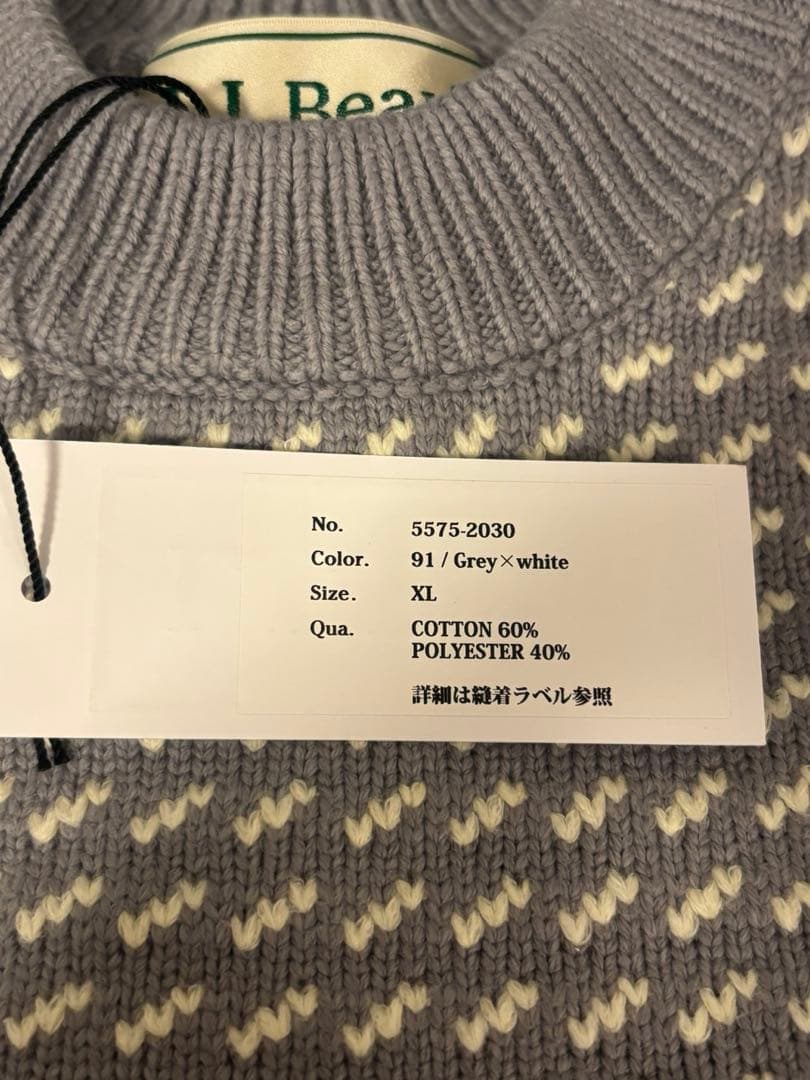 L.Bean
No. 5575-2030
Color. 91 / Grey×white
Size. XL
Qua. COTTON 60%
POLYESTER 40%
詳細は縫着ラベル参照